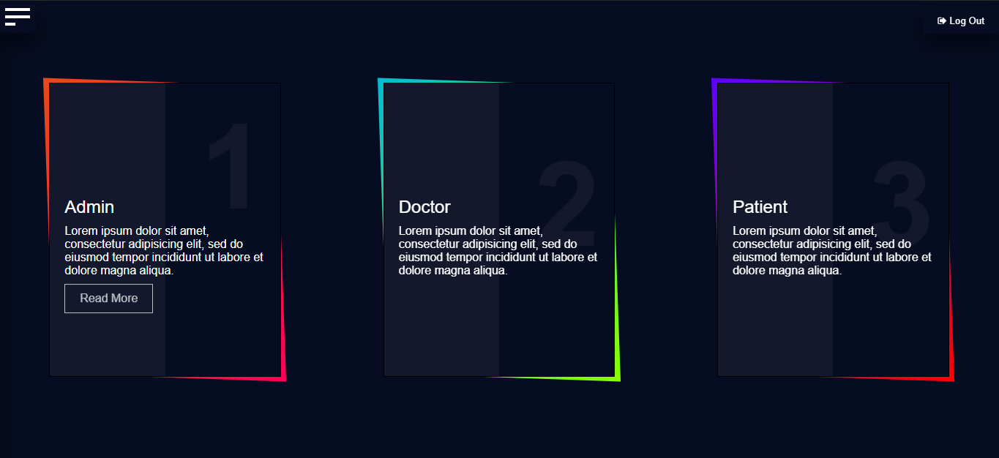 Log Out
1
Admin
Lorem ipsum dolor sit amet,
consectetur adipisicing elit, sed do
eiusmod tempor incididunt ut labore et
dolore magna aliqua.
Read More
2
Doctor
Lorem ipsum dolor sit amet,
consectetur adipisicing elit, sed do
eiusmod tempor incididunt ut labore et
dolore magna aliqua.
3
Patient
Lorem ipsum dolor sit amet,
consectetur adipisicing elit, sed do
eiusmod tempor incididunt ut labore et
dolore magna aliqua.